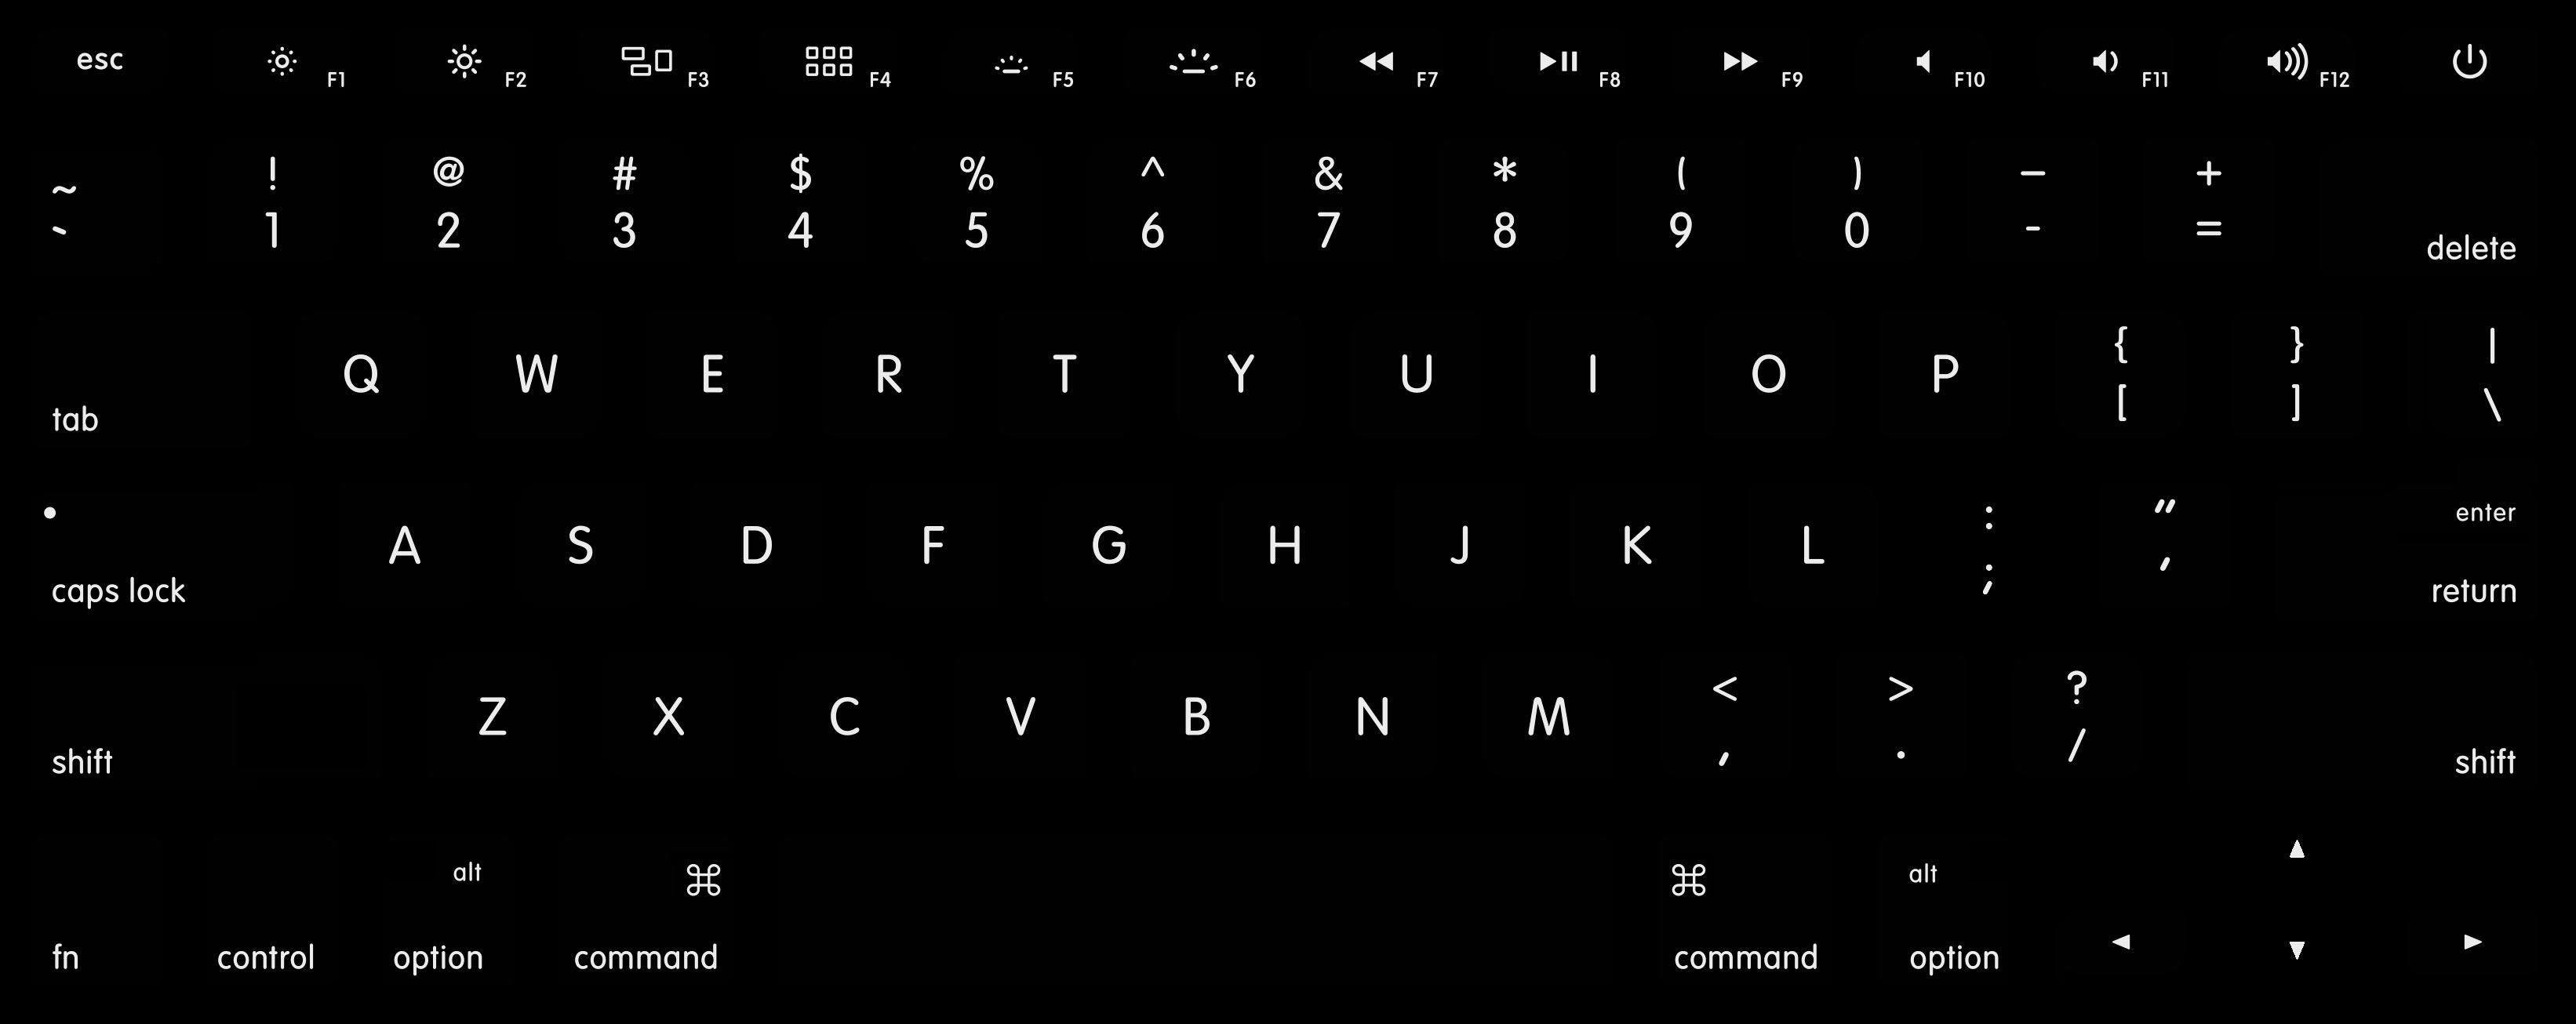 esc F1 F2 F3 F4 F5 F6 F7 F8 F9 F10 F11 F12
~ ! @ # $ % ^ & * ( ) – +
` 1 2 3 4 5 6 7 8 9 0 - = delete
{ } |
Q W E R T Y U I O P
tab [ ] \
: " enter
A S D F G H J K L
caps lock ; ' return
< > ?
Z X C V B N M
shift , . / shift
alt ⌘ ⌘ alt ▲
fn control option command command option ◀ ▼ ▶